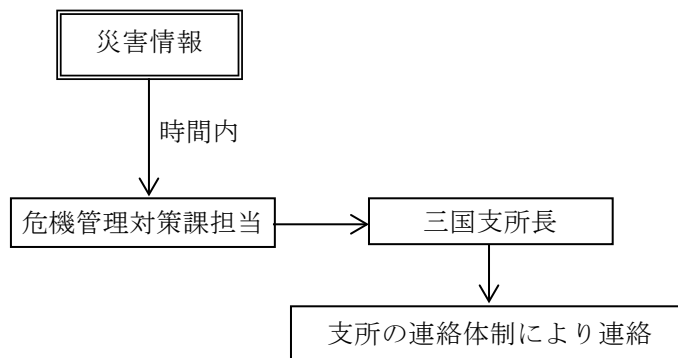 災害情報
時間内
危機管理対策課担当
三国支所長
支所の連絡体制により連絡